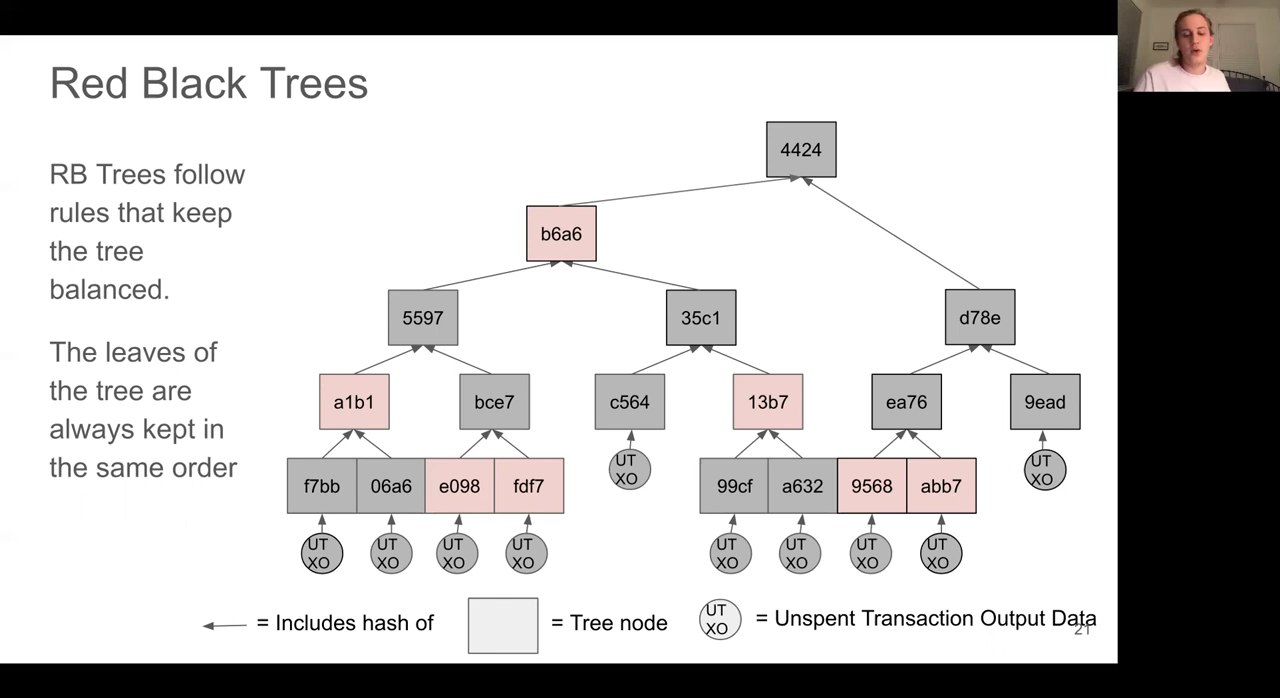 Red Black Trees
RB Trees follow
rules that keep
the tree
balanced.
The leaves of
the tree are
always kept in
the same order
4424
b6a6
5597
35c1
d78e
a1b1
bce7
c564
13b7
ea76
9ead
UT
XO
UT
XO
f7bb
06a6
e098
fdf7
99cf
a632
9568
abb7
UT
XO
UT
XO
UT
XO
UT
XO
UT
XO
UT
XO
UT
XO
UT
XO
= Includes hash of
= Tree node
UT
XO
= Unspent Transaction Output Data
21